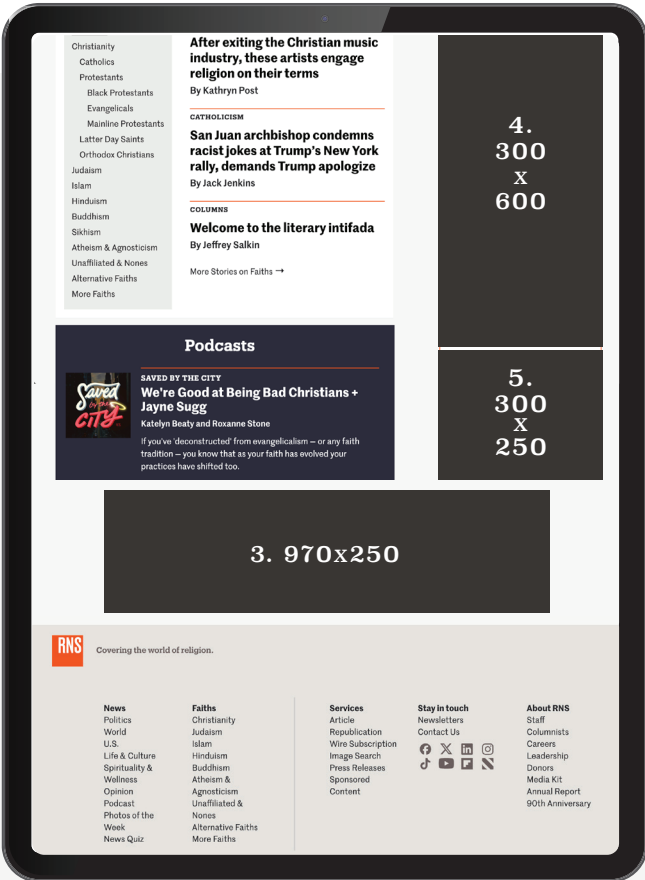 Christianity
Catholics
Protestants
Black Protestants
Evangelicals
Mainline Protestants
Latter Day Saints
Orthodox Christians
Judaism
Islam
Hinduism
Buddhism
Sikhism
Atheism & Agnosticism
Unaffiliated & Nones
Alternative Faiths
More Faiths
After exiting the Christian music
industry, these artists engage
religion on their terms
By Kathryn Post
CATHOLICISM
San Juan archbishop condemns
racist jokes at Trump's New York
rally, demands Trump apologize
By Jack Jenkins
COLUMNS
Welcome to the literary intifada
By Jeffrey Salkin
More Stories on Faiths →
4.
300
x
600
Podcasts
Saved
by the
CITY
SAVED BY THE CITY
We're Good at Being Bad Christians +
Jayne Sugg
Katelyn Beaty and Roxanne Stone
If you've 'deconstructed' from evangelicalism — or any faith
tradition — you know that as your faith has evolved your
practices have shifted too.
5.
300
x
250
3. 970x250
RNS
Covering the world of religion.
News
Politics
World
U.S.
Life & Culture
Spirituality &
Wellness
Opinion
Podcast
Photos of the
Week
News Quiz
Faiths
Christianity
Judaism
Islam
Hinduism
Buddhism
Atheism &
Agnosticism
Unaffiliated &
Nones
Alternative Faiths
More Faiths
Services
Article
Republication
Wire Subscription
Image Search
Press Releases
Sponsored
Content
Stay in touch
Newsletters
Contact Us
About RNS
Staff
Columnists
Careers
Leadership
Donors
Media Kit
Annual Report
90th Anniversary